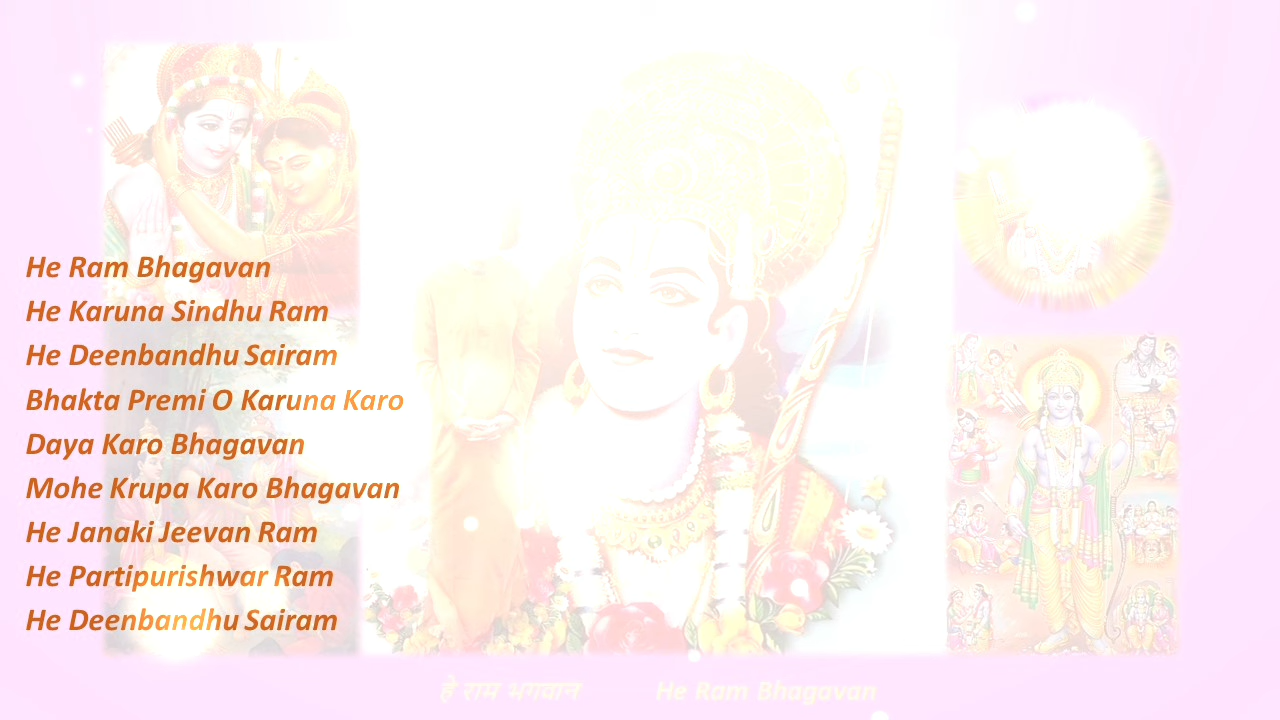 He Ram Bhagavan
He Karuna Sindhu Ram
He Deenbandhu Sairam
Bhakta Premi O Karuna Karo
Daya Karo Bhagavan
Mohe Krupa Karo Bhagavan
He Janaki Jeevan Ram
He Partipurishwar Ram
He Deenbandhu Sairam
हे राम भगवान He Ram Bhagavan